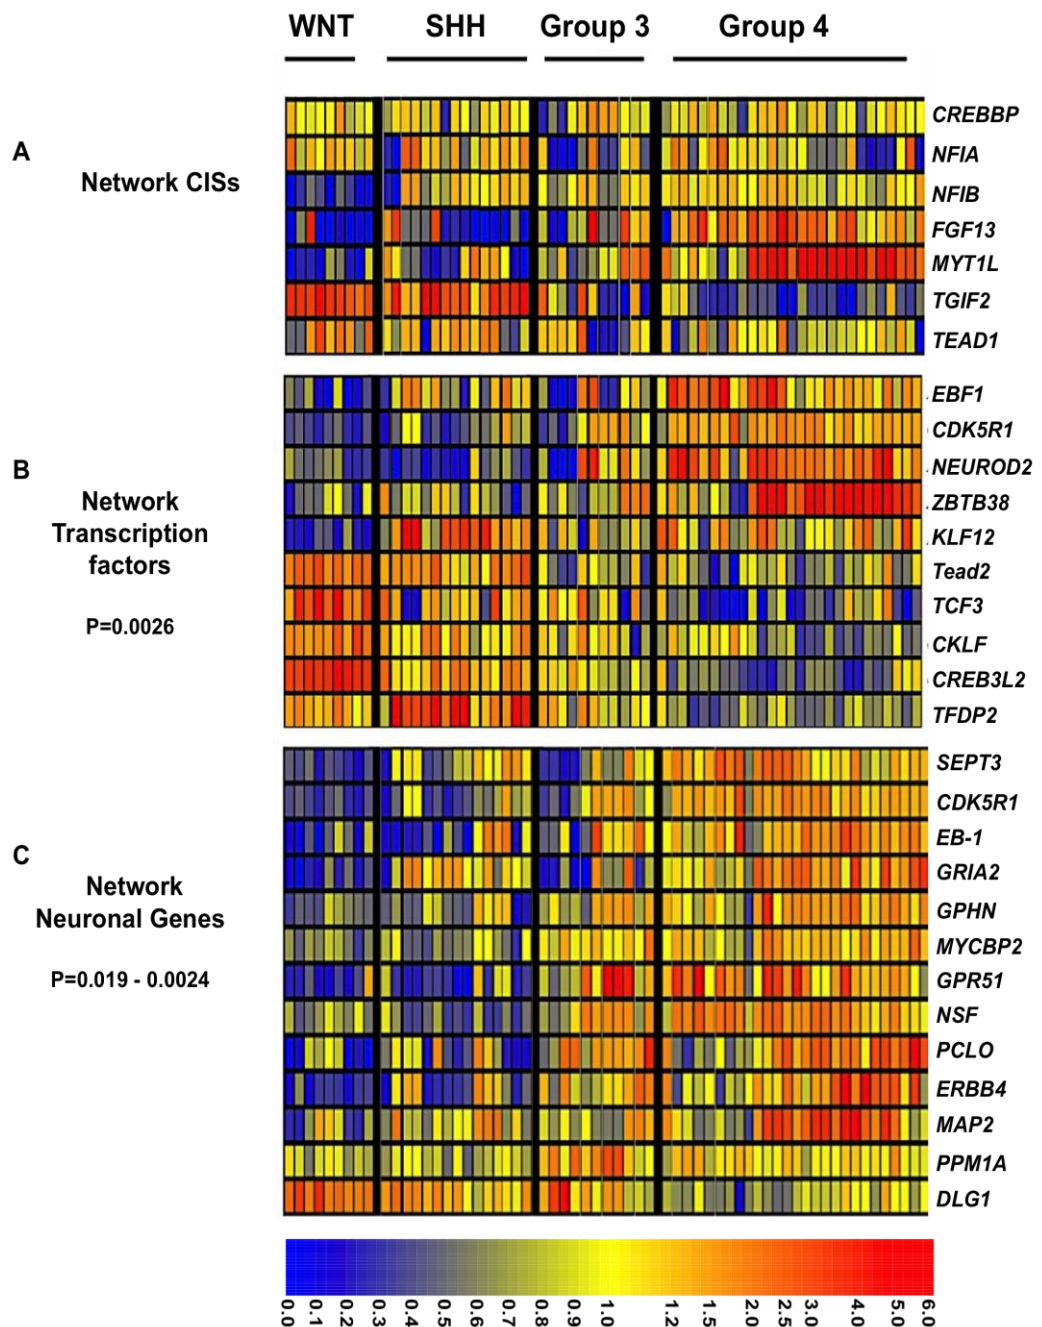 WNT SHH Group 3 Group 4
A
Network CISs
CREBBP
NFIA
NFIB
FGF13
MYT1L
TGIF2
TEAD1
B
Network
Transcription
factors
P=0.0026
EBF1
CDK5R1
NEUROD2
ZBTB38
KLF12
Tead2
TCF3
CKLF
CREB3L2
TFDP2
C
Network
Neuronal Genes
P=0.019 - 0.0024
SEPT3
CDK5R1
EB-1
GRIA2
GPHN
MYCBP2
GPR51
NSF
PCLO
ERBB4
MAP2
PPM1A
DLG1
0.0 0.1 0.2 0.3 0.4 0.5 0.6 0.7 0.8 0.9 1.0 1.2 1.5 2.0 2.5 3.0 4.0 5.0 6.0